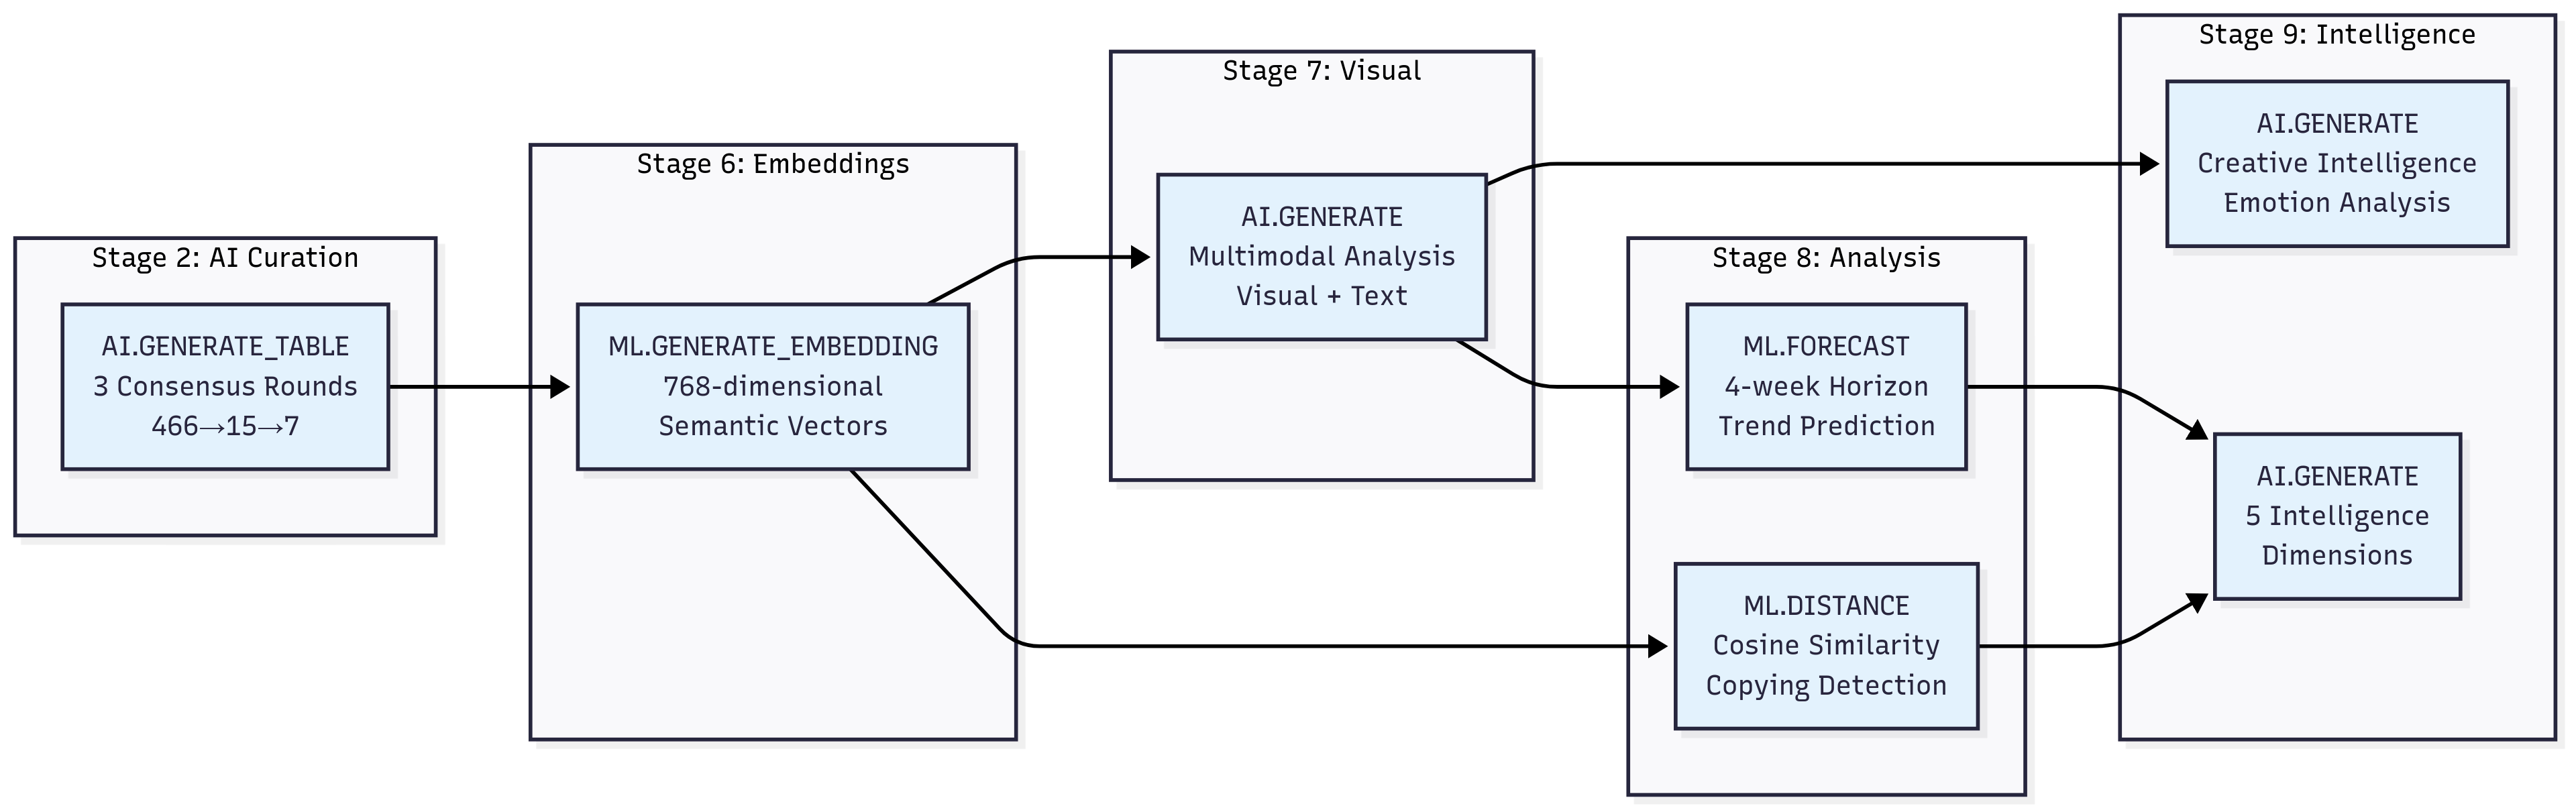 Stage 2: AI Curation
AI.GENERATE_TABLE
3 Consensus Rounds
466→15→7
Stage 6: Embeddings
ML.GENERATE_EMBEDDING
768-dimensional
Semantic Vectors
Stage 7: Visual
AI.GENERATE
Multimodal Analysis
Visual + Text
Stage 8: Analysis
ML.FORECAST
4-week Horizon
Trend Prediction
ML.DISTANCE
Cosine Similarity
Copying Detection
Stage 9: Intelligence
AI.GENERATE
Creative Intelligence
Emotion Analysis
AI.GENERATE
5 Intelligence
Dimensions